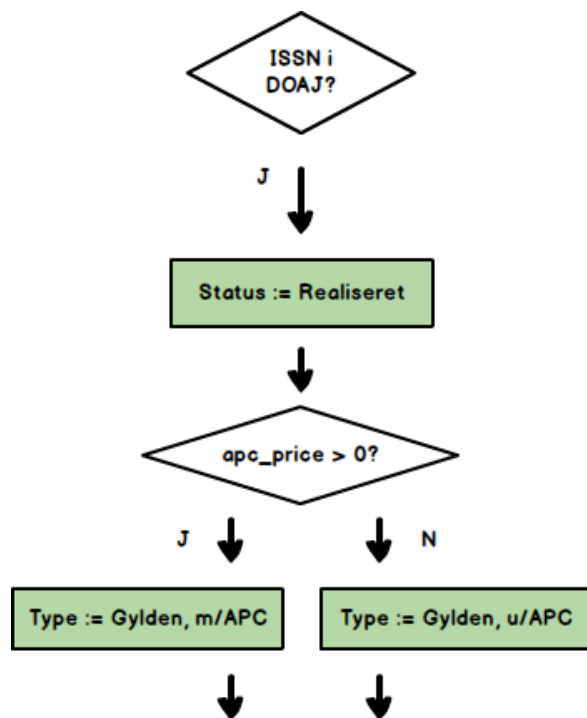 ISSN i
DOAJ?
J
Status := Realiseret
apc_price > 0?
J
N
Type := Gylden, m/APC
Type := Gylden, u/APC